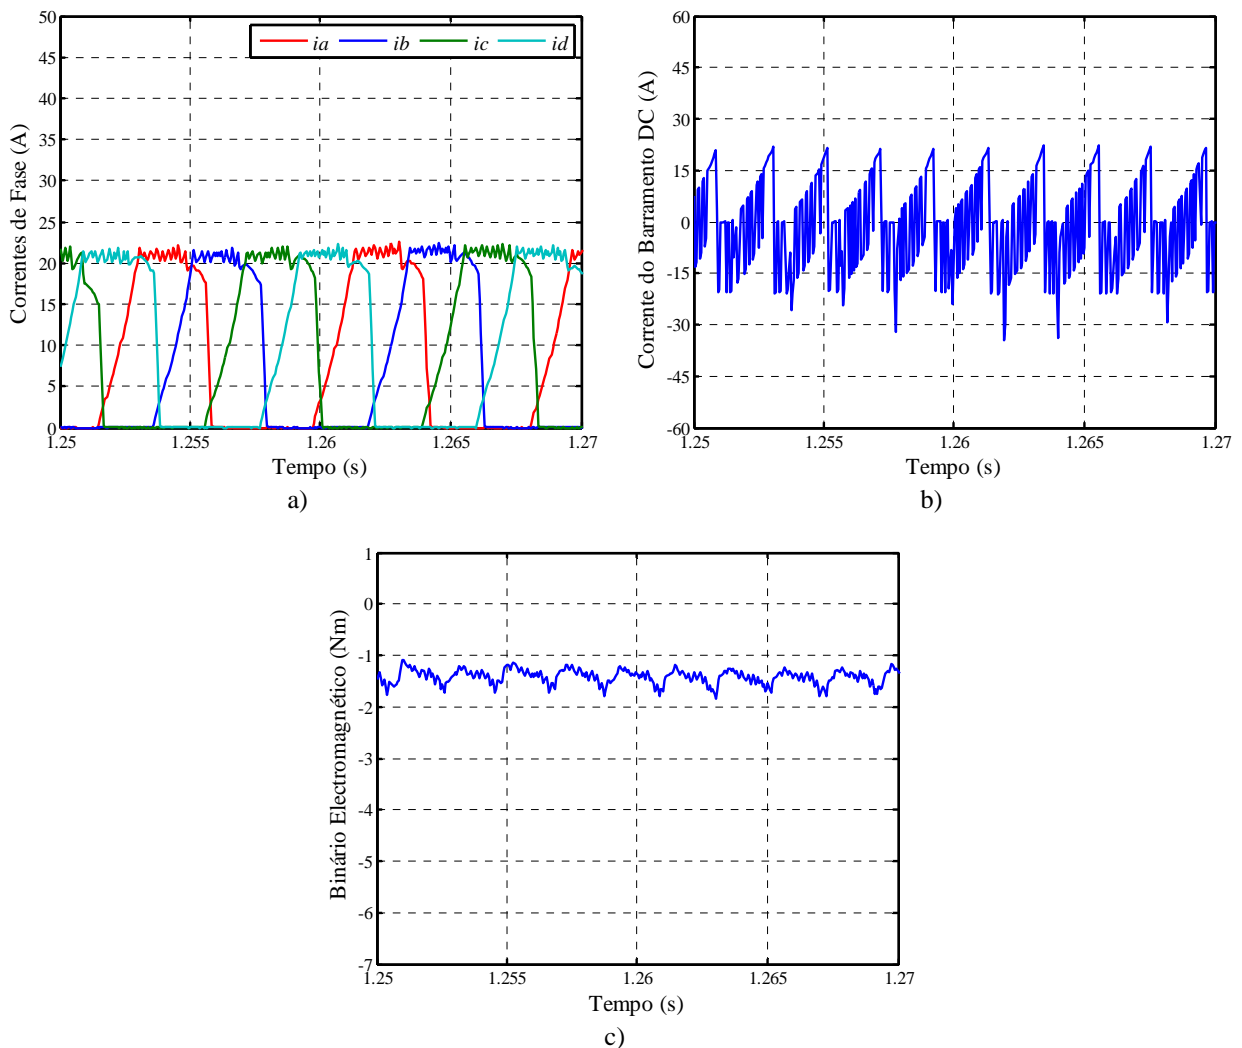 50
45
40
35
30
25
20
15
10
5
0
Correntes de Fase (A)
ia ib ic id
1.25 1.255 1.26 1.265 1.27
Tempo (s)
a)
60
45
30
15
0
-15
-30
-45
-60
Corrente do Barramento DC (A)
1.25 1.255 1.26 1.265 1.27
Tempo (s)
b)
1
0
-1
-2
-3
-4
-5
-6
-7
Binário Electromagnético (Nm)
1.25 1.255 1.26 1.265 1.27
Tempo (s)
c)